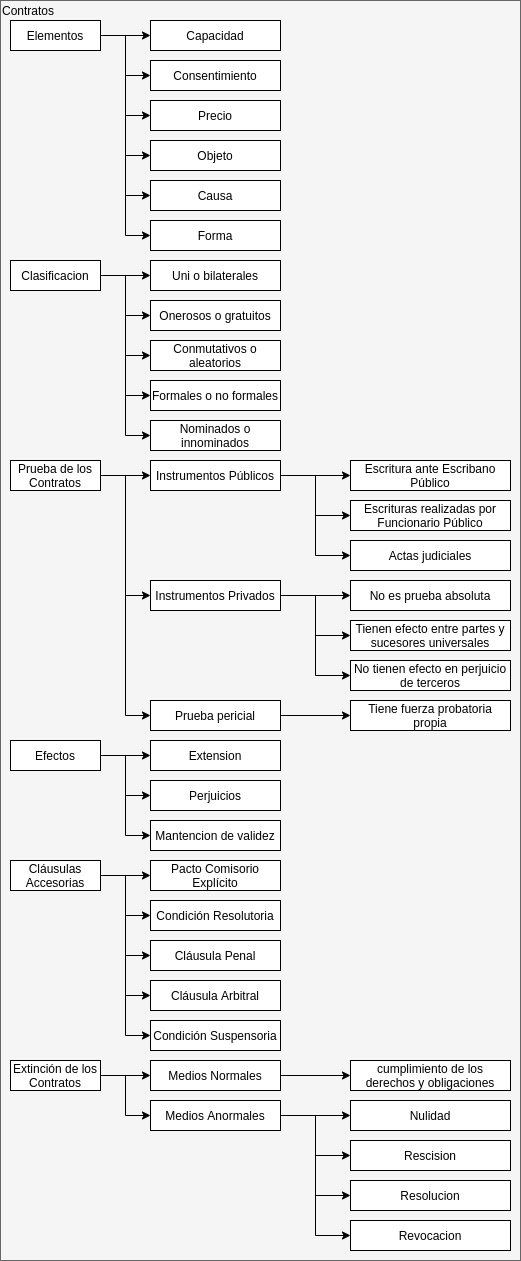 Contratos
Elementos
Capacidad
Consentimiento
Precio
Objeto
Causa
Forma
Clasificacion
Uni o bilaterales
Onerosos o gratuitos
Conmutativos o
aleatorios
Formales o no formales
Nominados o
innominados
Prueba de los
Contratos
Instrumentos Públicos
Escritura ante Escribano
Público
Escrituras realizadas por
Funcionario Público
Actas judiciales
Instrumentos Privados
No es prueba absoluta
Tienen efecto entre partes y
sucesores universales
No tienen efecto en perjuicio
de terceros
Prueba pericial
Tiene fuerza probatoria
propia
Efectos
Extension
Perjuicios
Mantencion de validez
Cláusulas
Accesorias
Pacto Comisorio
Explícito
Condición Resolutoria
Cláusula Penal
Cláusula Arbitral
Condición Suspensoria
Extinción de los
Contratos
Medios Normales
cumplimiento de los
derechos y obligaciones
Medios Anormales
Nulidad
Rescision
Resolucion
Revocacion